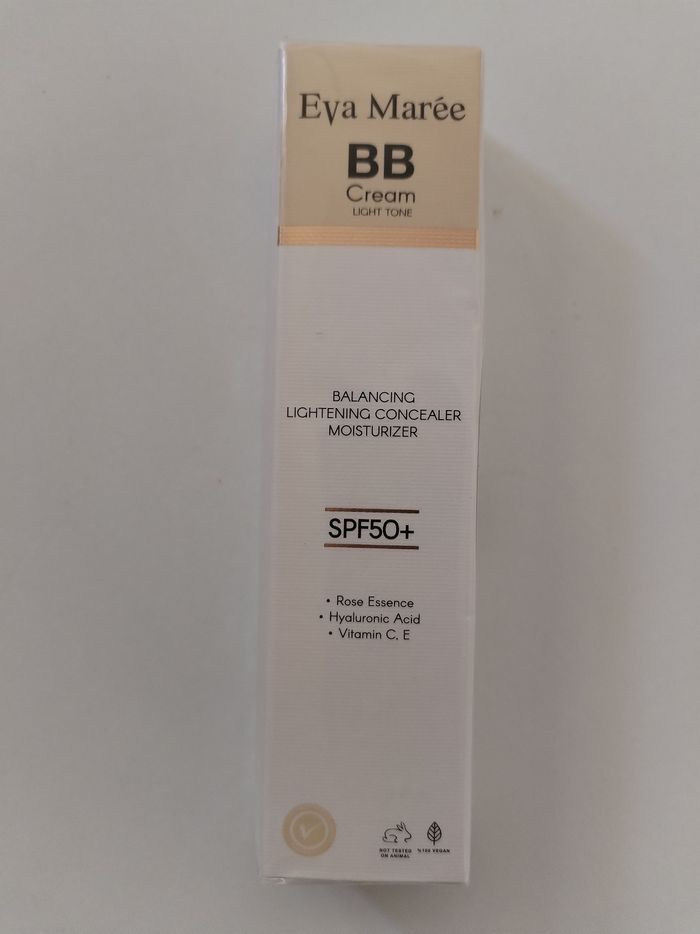 Eya Marée
BB
Cream
LIGHT TONE
BALANCING
LIGHTENING CONCEALER
MOISTURIZER
SPF50+
• Rose Essence
• Hyaluronic Acid
• Vitamin C, E
NOT TESTED
ON ANIMAL
%100 VEGAN